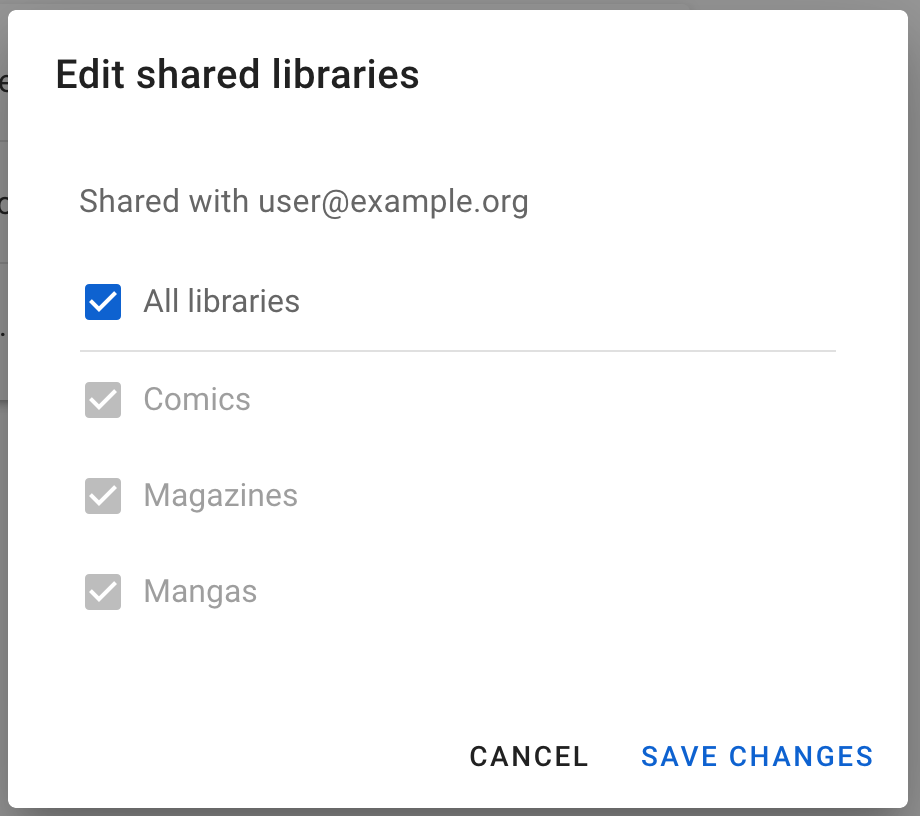 Edit shared libraries
Shared with user@example.org
All libraries
Comics
Magazines
Mangas
CANCEL SAVE CHANGES